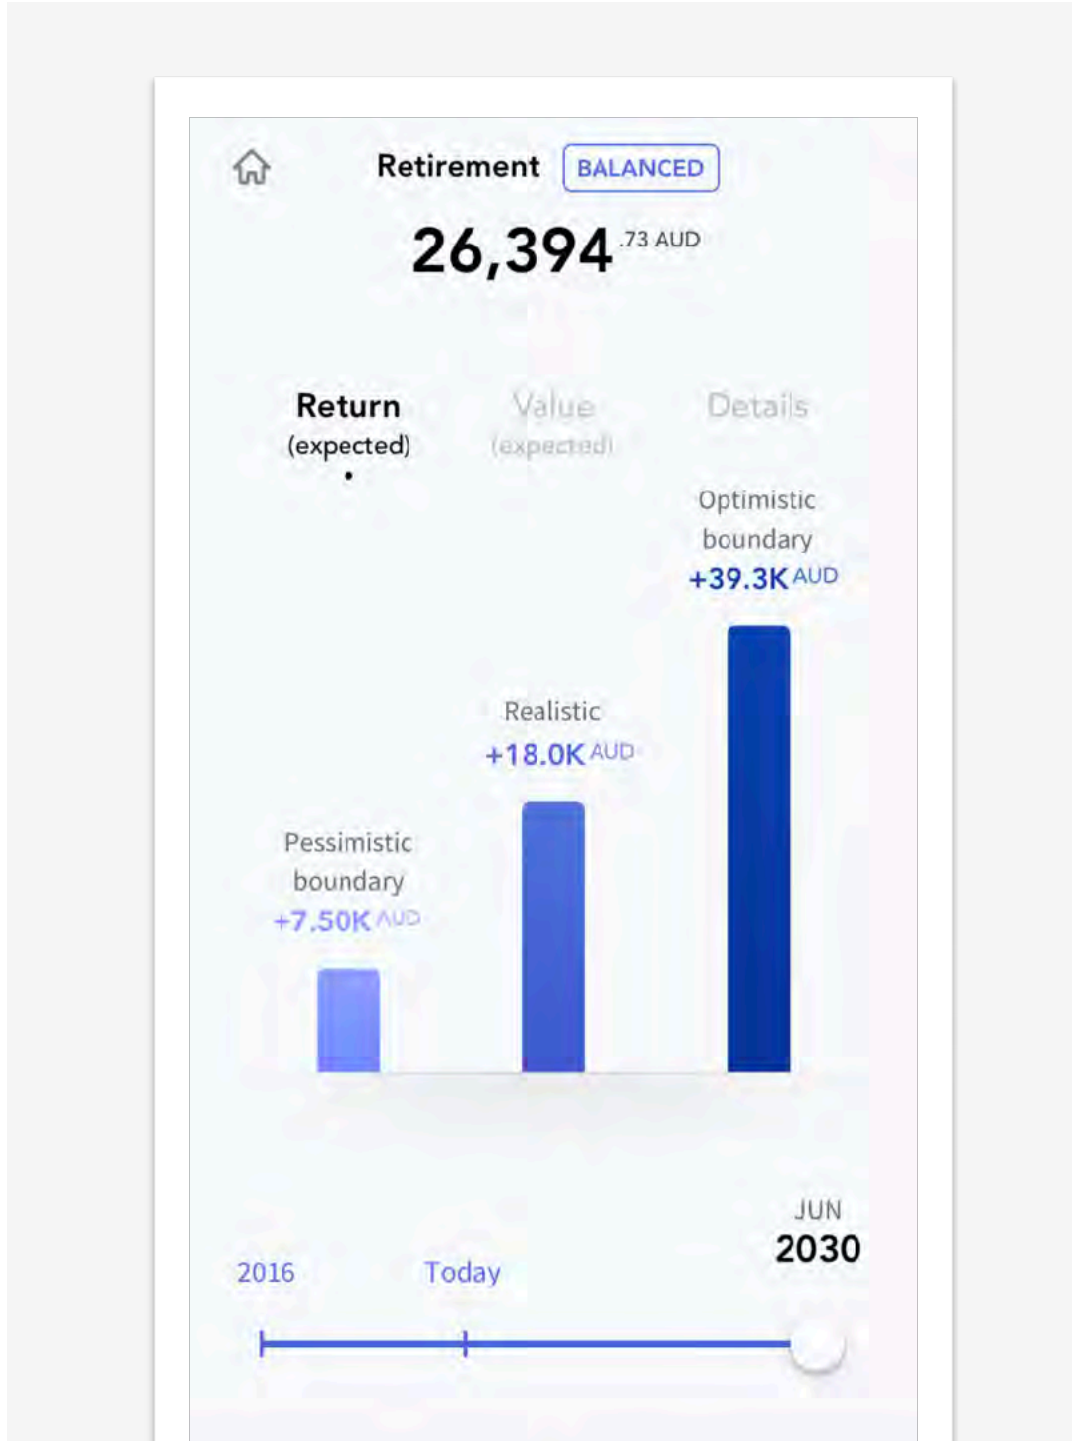 Retirement BALANCED
26,394.73 AUD
Return Value Details
(expected) (expected)
Optimistic
boundary
+39.3K AUD
Realistic
+18.0K AUD
Pessimistic
boundary
+7.50K AUD
JUN
2030
2016 Today